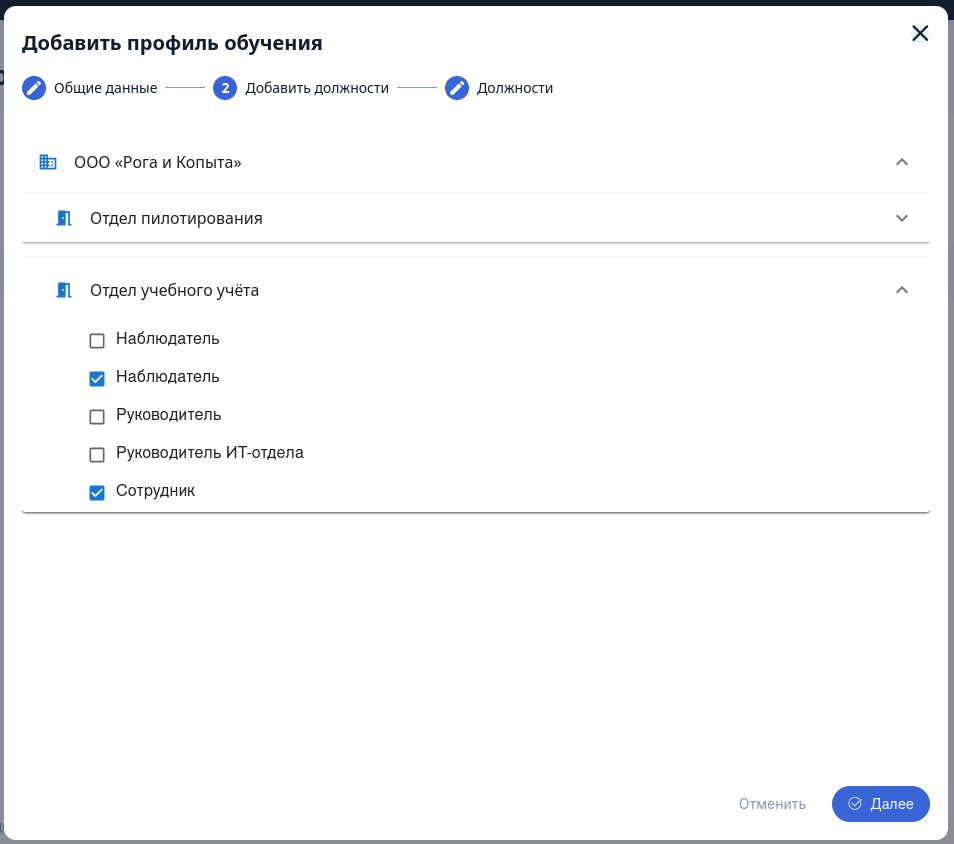 Добавить профиль обучения
Общие данные 2 Добавить должности Должности
ООО «Рога и Копыта»
Отдел пилотирования
Отдел учебного учёта
Наблюдатель
Наблюдатель
Руководитель
Руководитель ИТ-отдела
Сотрудник
Отменить Далее